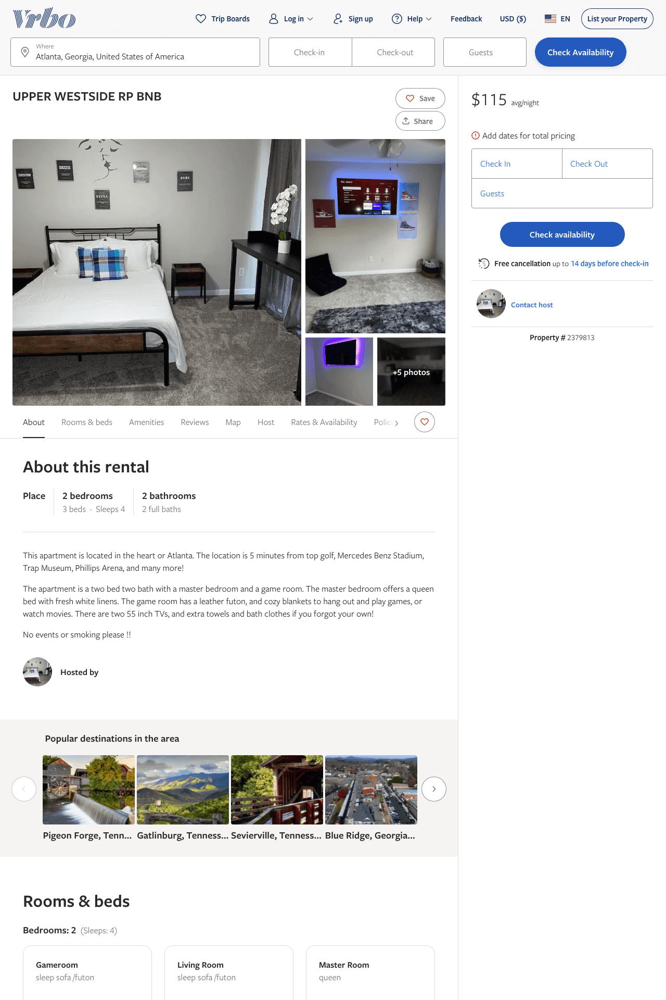 Vrbo
Trip Boards
Log in
Sign up
Help
Feedback
USD ($)
EN
List your Property
Where
Atlanta, Georgia, United States of America
Check-in
Check-out
Guests
Check Availability
UPPER WESTSIDE RP BNB
Save
Share
EXECUTION
SUCCESS
HUSTLE
GRIND
+5 photos
$115 avg/night
Add dates for total pricing
Check In
Check Out
Guests
Check availability
Free cancellation up to 14 days before check-in
Contact host
Property # 2379813
About
Rooms & beds
Amenities
Reviews
Map
Host
Rates & Availability
Polici
About this rental
Place
2 bedrooms
3 beds · Sleeps 4
2 bathrooms
2 full baths
This apartment is located in the heart or Atlanta. The location is 5 minutes from top golf, Mercedes Benz Stadium,
Trap Museum, Phillips Arena, and many more!
The apartment is a two bed two bath with a master bedroom and a game room. The master bedroom offers a queen
bed with fresh white linens. The game room has a leather futon, and cozy blankets to hang out and play games, or
watch movies. There are two 55 inch TVs, and extra towels and bath clothes if you forgot your own!
No events or smoking please !!
Hosted by
Popular destinations in the area
Pigeon Forge, Tenn...
Gatlinburg, Tenness...
Sevierville, Tenness...
Blue Ridge, Georgia...
Rooms & beds
Bedrooms: 2 (Sleeps: 4)
Gameroom
sleep sofa /futon
Living Room
sleep sofa /futon
Master Room
queen